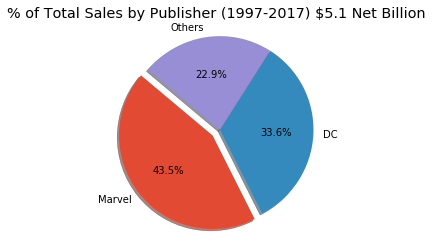 % of Total Sales by Publisher (1997-2017) $5.1 Net Billion
Others
22.9%
33.6%
DC
43.5%
Marvel